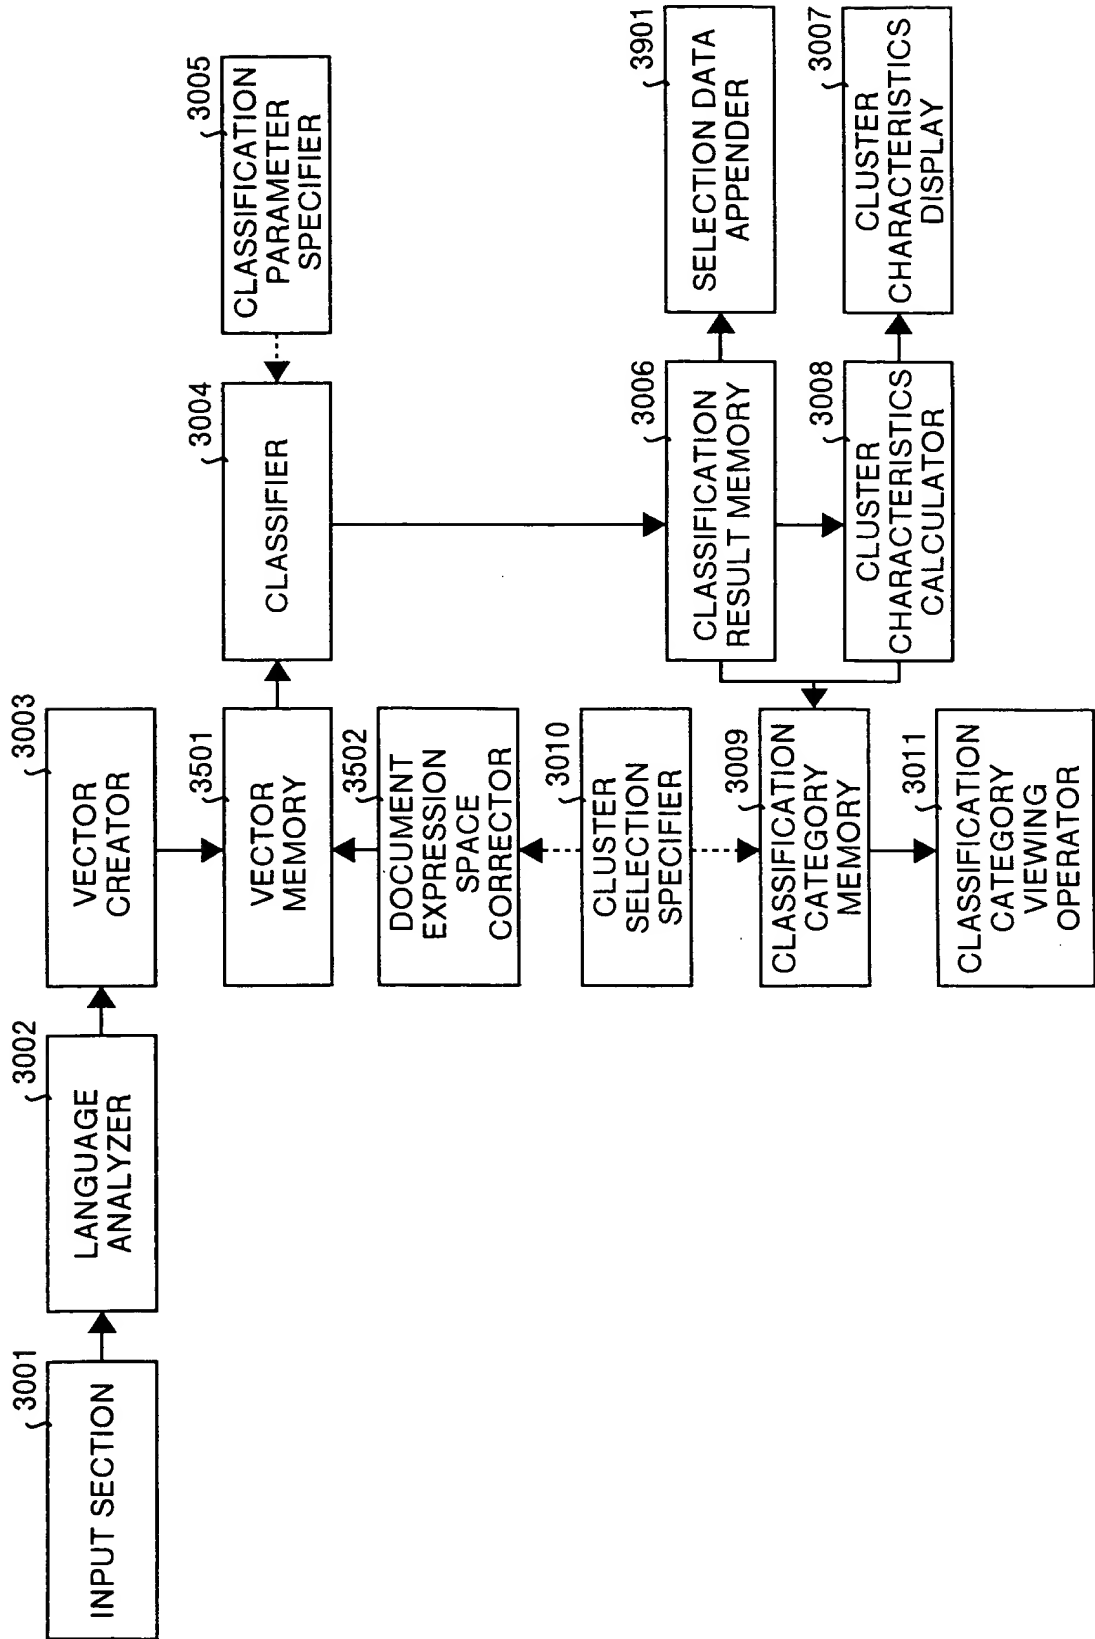 3001
INPUT SECTION
3002
LANGUAGE
ANALYZER
3003
VECTOR
CREATOR
3501
VECTOR
MEMORY
3502
DOCUMENT
EXPRESSION
SPACE
CORRECTOR
3010
CLUSTER
SELECTION
SPECIFIER
3009
CLASSIFICATION
CATEGORY
MEMORY
3011
CLASSIFICATION
CATEGORY
VIEWING
OPERATOR
3004
CLASSIFIER
3005
CLASSIFICATION
PARAMETER
SPECIFIER
3006
CLASSIFICATION
RESULT MEMORY
3008
CLUSTER
CHARACTERISTICS
CALCULATOR
3901
SELECTION DATA
APPENDER
3007
CLUSTER
CHARACTERISTICS
DISPLAY